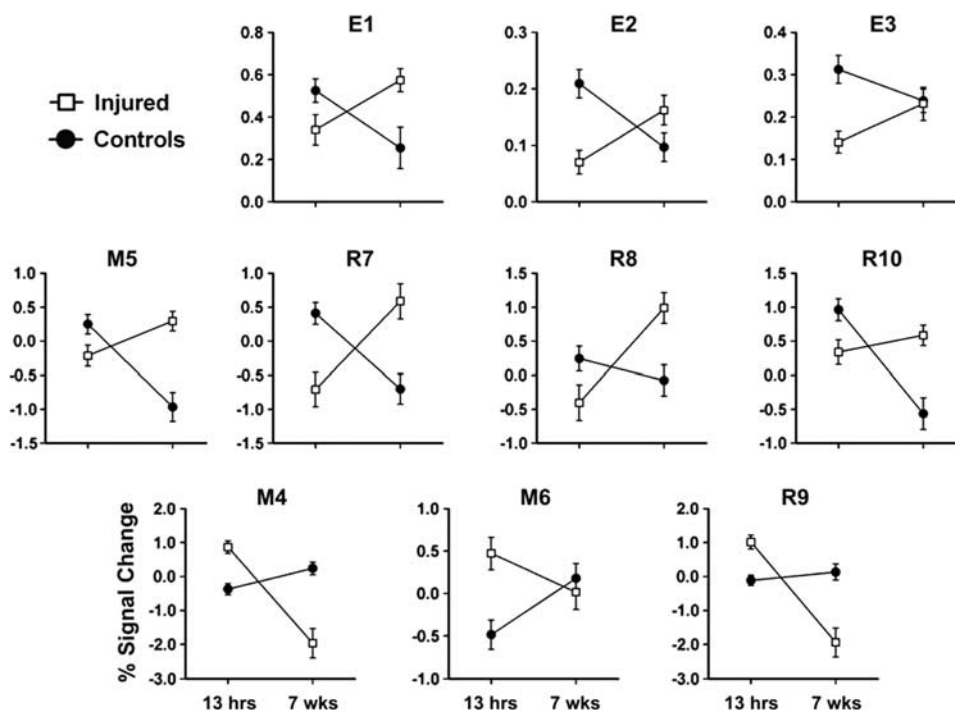 E1 E2 E3
Injured
Controls
0.8 0.6 0.4 0.2 0.0
0.3 0.2 0.1 0.0
0.4 0.3 0.2 0.1 0.0
M5 R7 R8 R10
1.0 0.5 0.0 -0.5 -1.0 -1.5
1.0 0.5 0.0 -0.5 -1.0 -1.5
1.5 1.0 0.5 0.0 -0.5 -1.0
1.5 1.0 0.5 0.0 -0.5 -1.0
M4 M6 R9
% Signal Change
2.0 1.0 0.0 -1.0 -2.0 -3.0
1.0 0.5 0.0 -0.5 -1.0
2.0 1.0 0.0 -1.0 -2.0 -3.0
13 hrs 7 wks 13 hrs 7 wks 13 hrs 7 wks